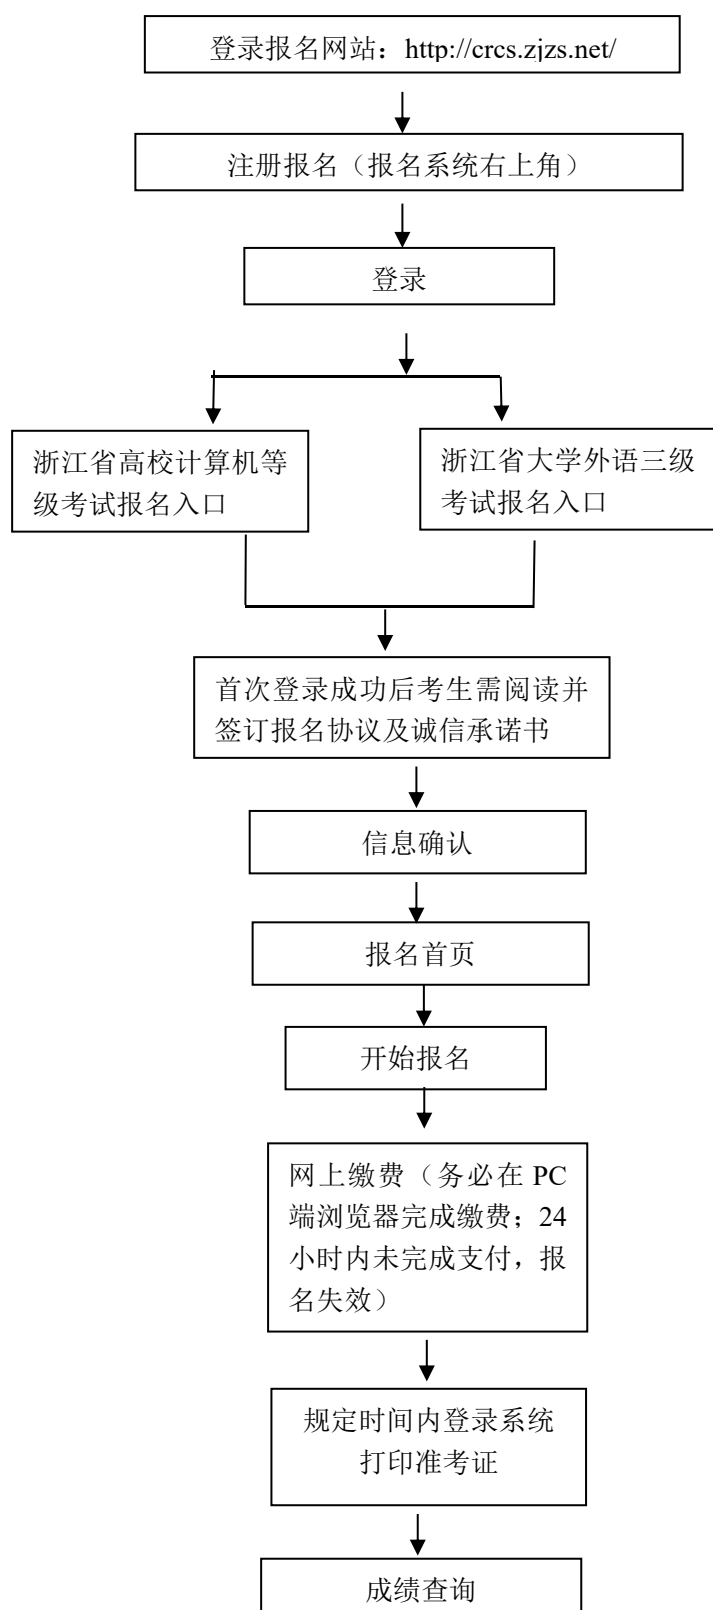 登录报名网站：http://crcs.zjzs.net/
注册报名（报名系统右上角）
登录
浙江省高校计算机等
级考试报名入口
浙江省大学外语三级
考试报名入口
首次登录成功后考生需阅读并
签订报名协议及诚信承诺书
信息确认
报名首页
开始报名
网上缴费（务必在 PC
端浏览器完成缴费；24
小时内未完成支付，报
名失效）
规定时间内登录系统
打印准考证
成绩查询